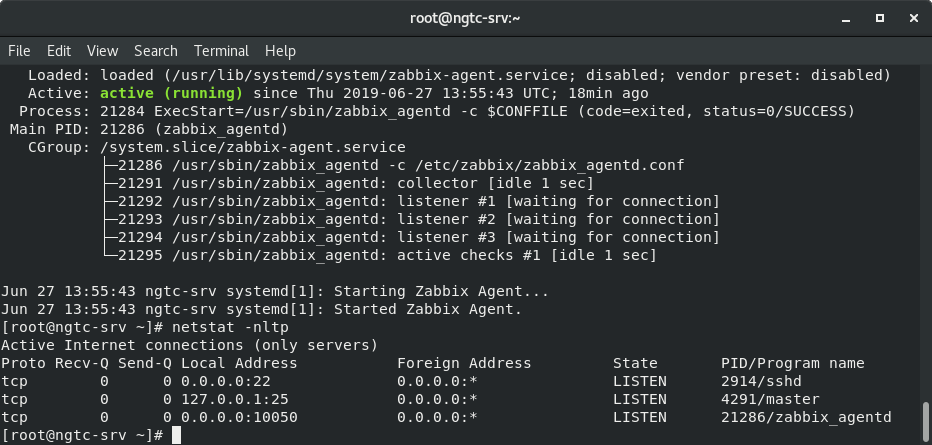 root@ngtc-srv:~
File Edit View Search Terminal Help
   Loaded: loaded (/usr/lib/systemd/system/zabbix-agent.service; disabled; vendor preset: disabled)
   Active: active (running) since Thu 2019-06-27 13:55:43 UTC; 18min ago
  Process: 21284 ExecStart=/usr/sbin/zabbix_agentd -c $CONFFILE (code=exited, status=0/SUCCESS)
 Main PID: 21286 (zabbix_agentd)
   CGroup: /system.slice/zabbix-agent.service
           ├─21286 /usr/sbin/zabbix_agentd -c /etc/zabbix/zabbix_agentd.conf
           ├─21291 /usr/sbin/zabbix_agentd: collector [idle 1 sec]
           ├─21292 /usr/sbin/zabbix_agentd: listener #1 [waiting for connection]
           ├─21293 /usr/sbin/zabbix_agentd: listener #2 [waiting for connection]
           ├─21294 /usr/sbin/zabbix_agentd: listener #3 [waiting for connection]
           └─21295 /usr/sbin/zabbix_agentd: active checks #1 [idle 1 sec]

Jun 27 13:55:43 ngtc-srv systemd[1]: Starting Zabbix Agent...
Jun 27 13:55:43 ngtc-srv systemd[1]: Started Zabbix Agent.
[root@ngtc-srv ~]# netstat -nltp
Active Internet connections (only servers)
Proto Recv-Q Send-Q Local Address           Foreign Address         State       PID/Program name
tcp        0      0 0.0.0.0:22              0.0.0.0:*               LISTEN      2914/sshd
tcp        0      0 127.0.0.1:25            0.0.0.0:*               LISTEN      4291/master
tcp        0      0 0.0.0.0:10050           0.0.0.0:*               LISTEN      21286/zabbix_agentd
[root@ngtc-srv ~]#